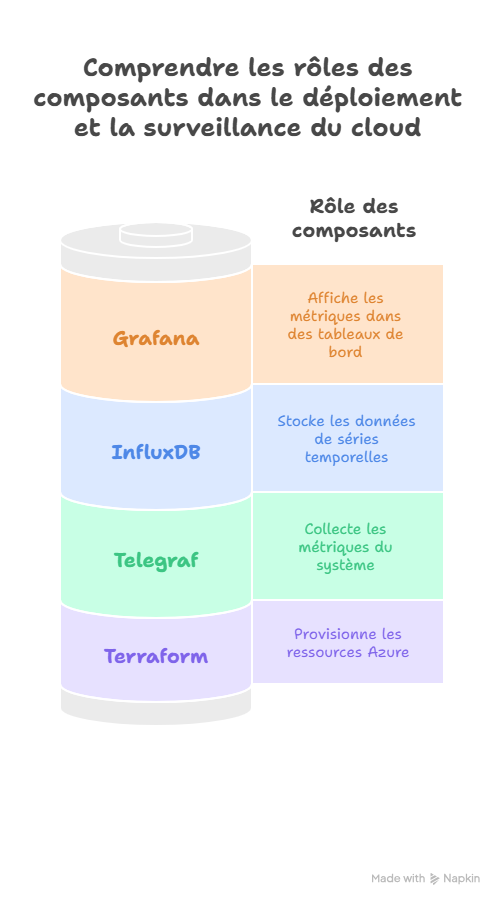 Comprendre les rôles des
composants dans le déploiement
et la surveillance du cloud
Rôle des
composants
Grafana
Affiche les
métriques dans
des tableaux de
bord
InfluxDB
Stocke les données
de séries
temporelles
Telegraf
Collecte les
métriques du
système
Terraform
Provisionne les
ressources Azure
Made with Napkin